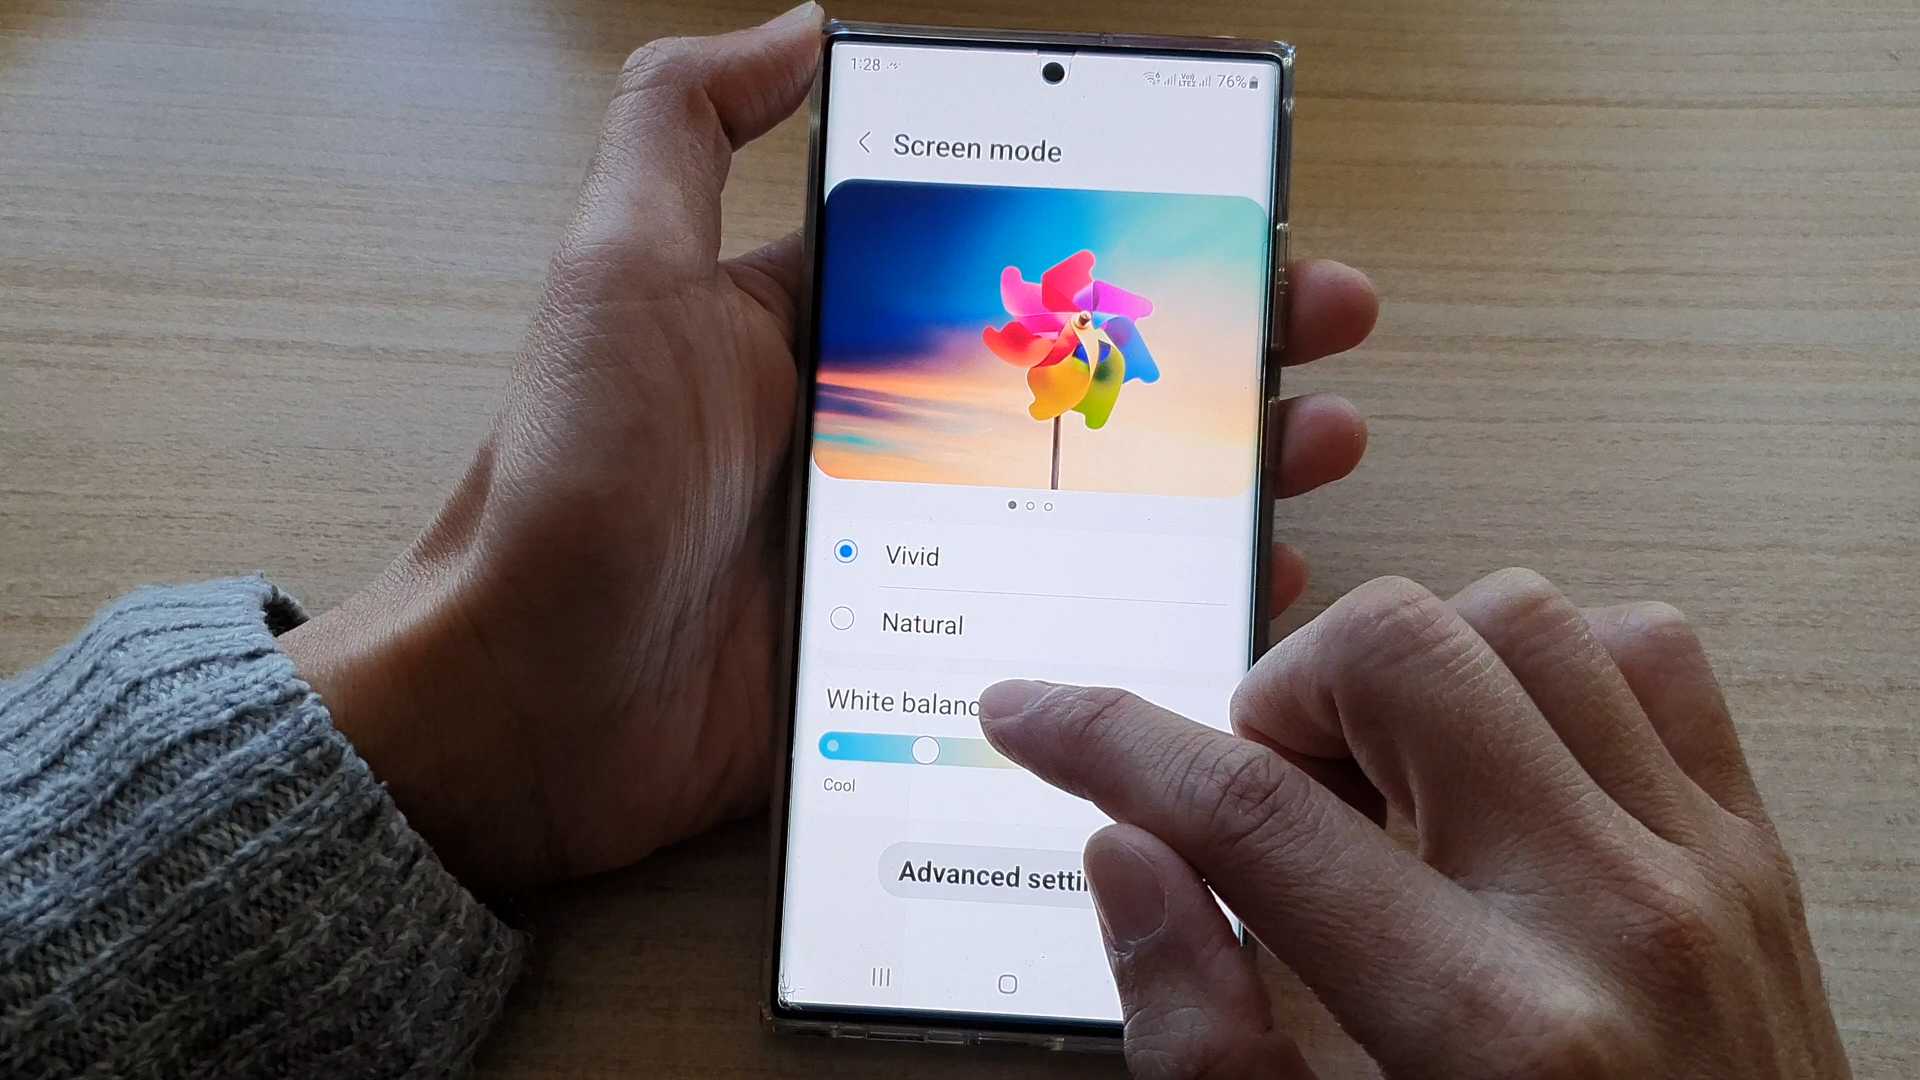 1:28
76%
Screen mode
Vivid
Natural
White balanc
Cool
Advanced setti